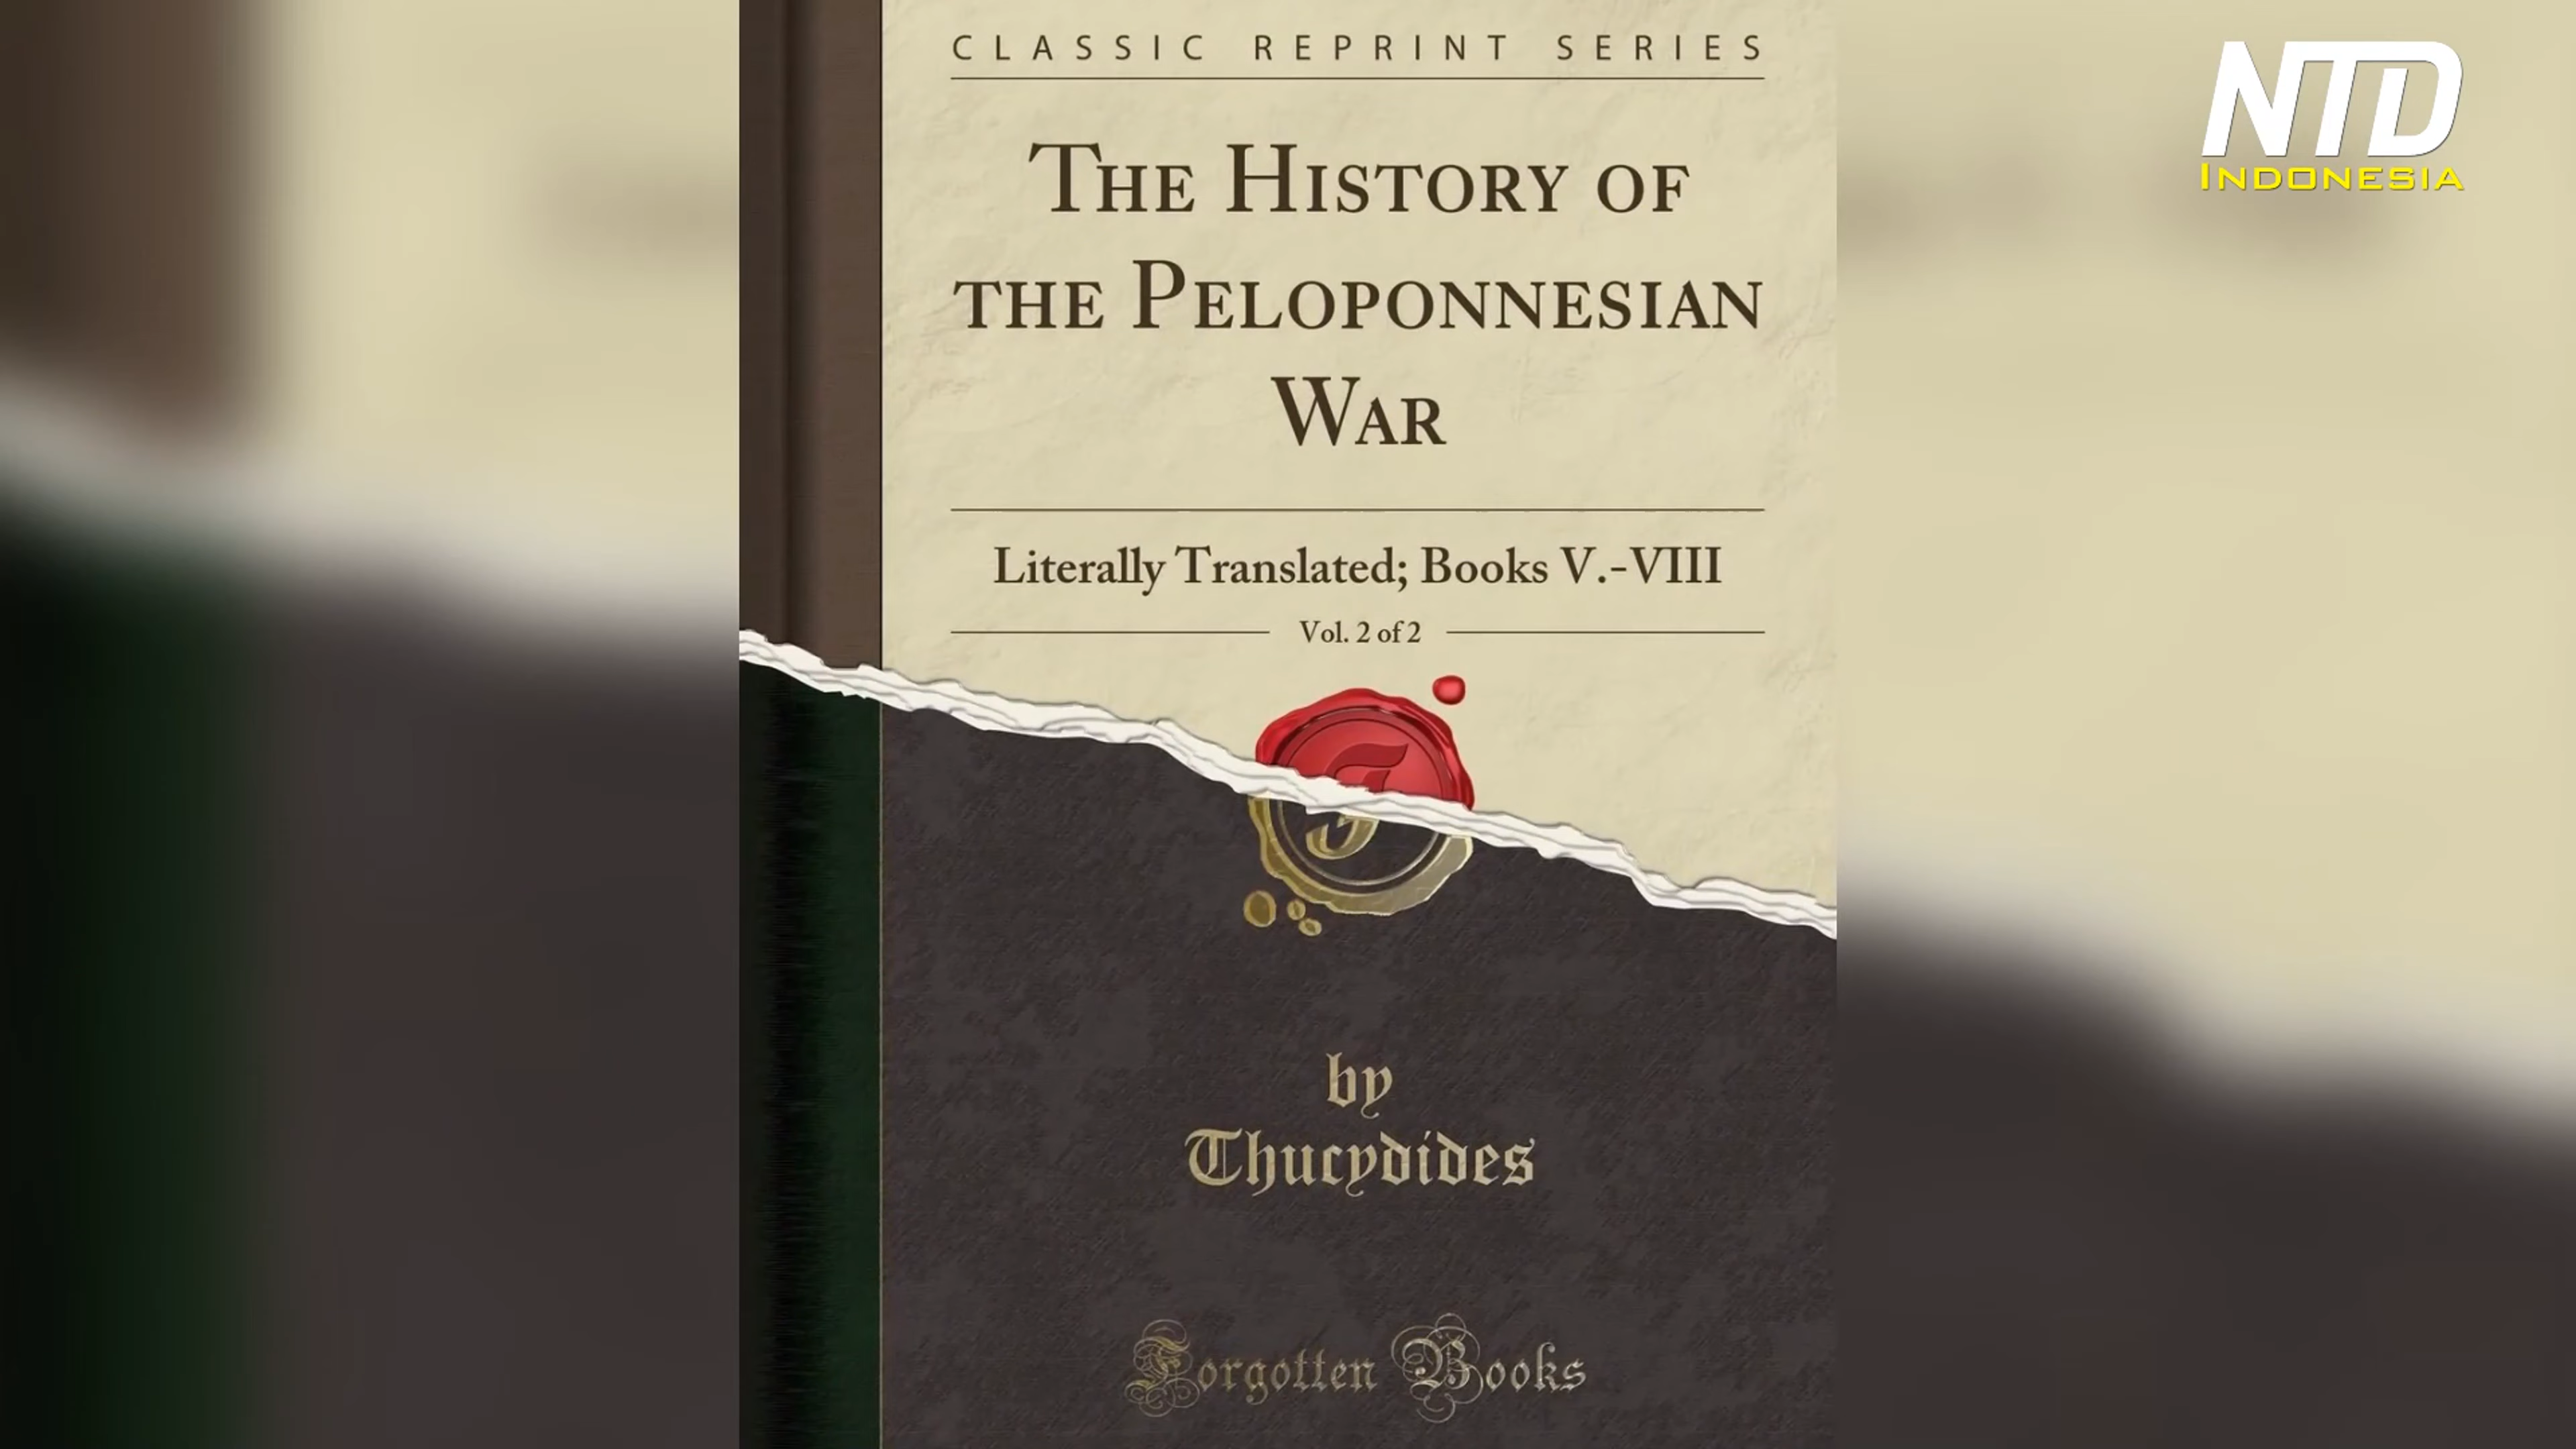 CLASSIC REPRINT SERIES
NTD
INDONESIA
THE HISTORY OF
THE PELOPONNESIAN
WAR
Literally Translated; Books V.-VIII
Vol. 2 of 2
by
Thucydides
Forgotten Books